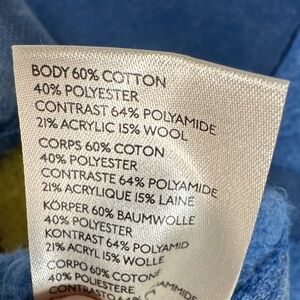 BODY 60% COTTON
40% POLYESTER
CONTRAST 64% POLYAMIDE
21% ACRYLIC 15% WOOL
CORPS 60% COTON
40% POLYESTER
CONTRASTE 64% POLYAMIDE
21% ACRYLIQUE 15% LAINE
KÖRPER 60% BAUMWOLLE
40% POLYESTER
KONTRAST 64% POLYAMID
21% ACRYL 15% WOLLE
CORPO 60% COTONE
40% POLIESTERE
CONTRASTO 64%